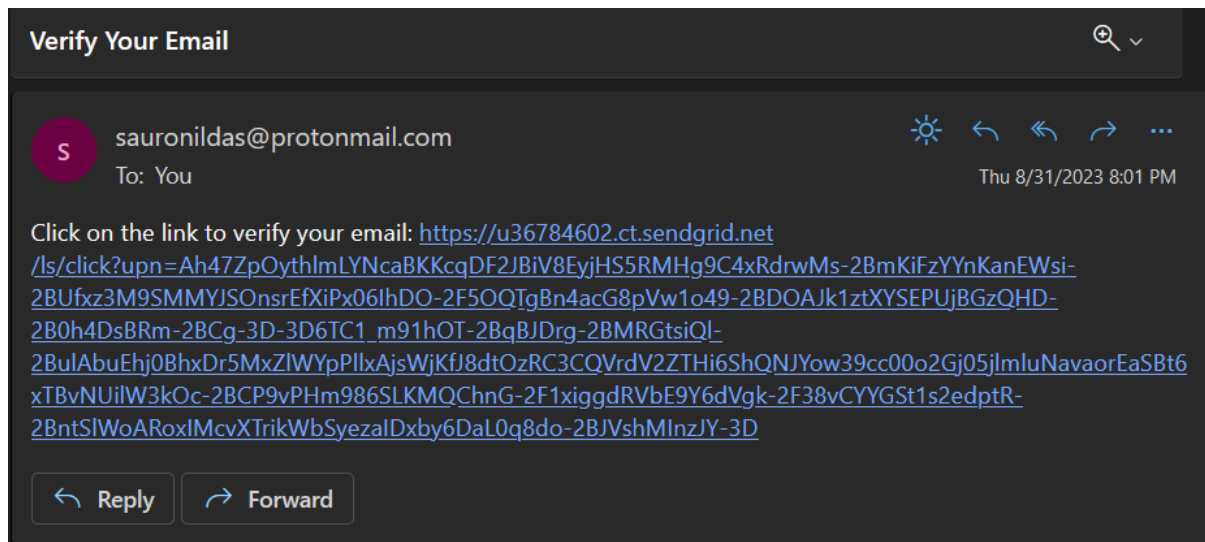 Verify Your Email
S
sauronildas@protonmail.com
To: You
Thu 8/31/2023 8:01 PM
Click on the link to verify your email: https://u36784602.ct.sendgrid.net
/ls/click?upn=Ah47ZpOythlmLYNcaBKKcqDF2JBiV8EyjHS5RMHg9C4xRdrwMs-2BmKiFzYYnKanEWsi-
2BUfxz3M9SMMYJSOnsrEfXiPx06IhDO-2F5OQTgBn4acG8pVw1o49-2BDOAJk1ztXYSEPUjBGzQHD-
2B0h4DsBRm-2BCg-3D-3D6TC1_m91hOT-2BqBJDrg-2BMRGtsiQl-
2BulAbuEhj0BhxDr5MxZlWYpPllxAjsWjKfJ8dtOzRC3CQVrdV2ZTHi6ShQNJYow39cc00o2Gj05jlmluNavaorEaSBt6
xTBvNUilW3kOc-2BCP9vPHm986SLKMQChnG-2F1xiggdRVbE9Y6dVgk-2F38vCYYGSt1s2edptR-
2BntSlWoARoxIMcvXTrikWbSyezaIDxby6DaL0q8do-2BJVshMInzJY-3D
Reply
Forward